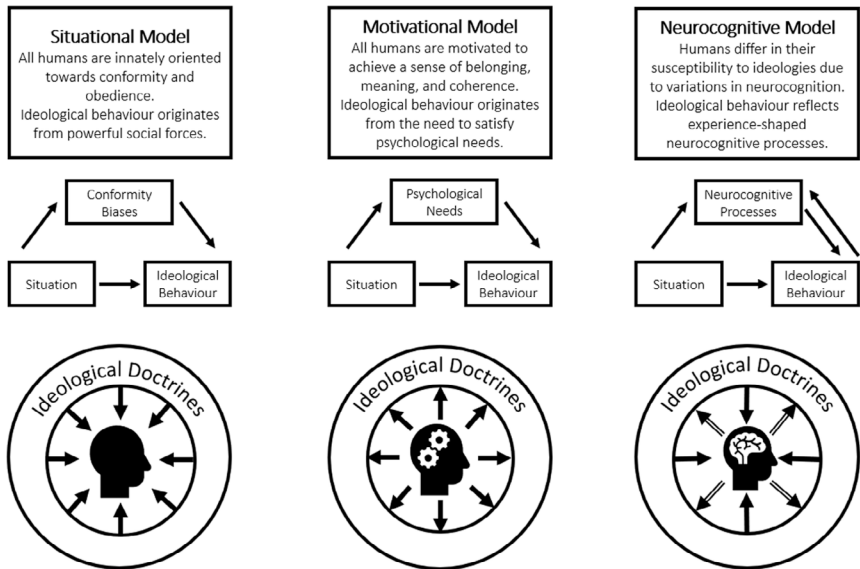 Situational Model
All humans are innately oriented
towards conformity and
obedience.
Ideological behaviour originates
from powerful social forces.
Conformity
Biases
Situation
Ideological
Behaviour
Ideological Doctrines
Motivational Model
All humans are motivated to
achieve a sense of belonging,
meaning, and coherence.
Ideological behaviour originates
from the need to satisfy
psychological needs.
Psychological
Needs
Situation
Ideological
Behaviour
Ideological Doctrines
Neurocognitive Model
Humans differ in their
susceptibility to ideologies due
to variations in neurocognition.
Ideological behaviour reflects
experience-shaped
neurocognitive processes.
Neurocognitive
Processes
Situation
Ideological
Behaviour
Ideological Doctrines